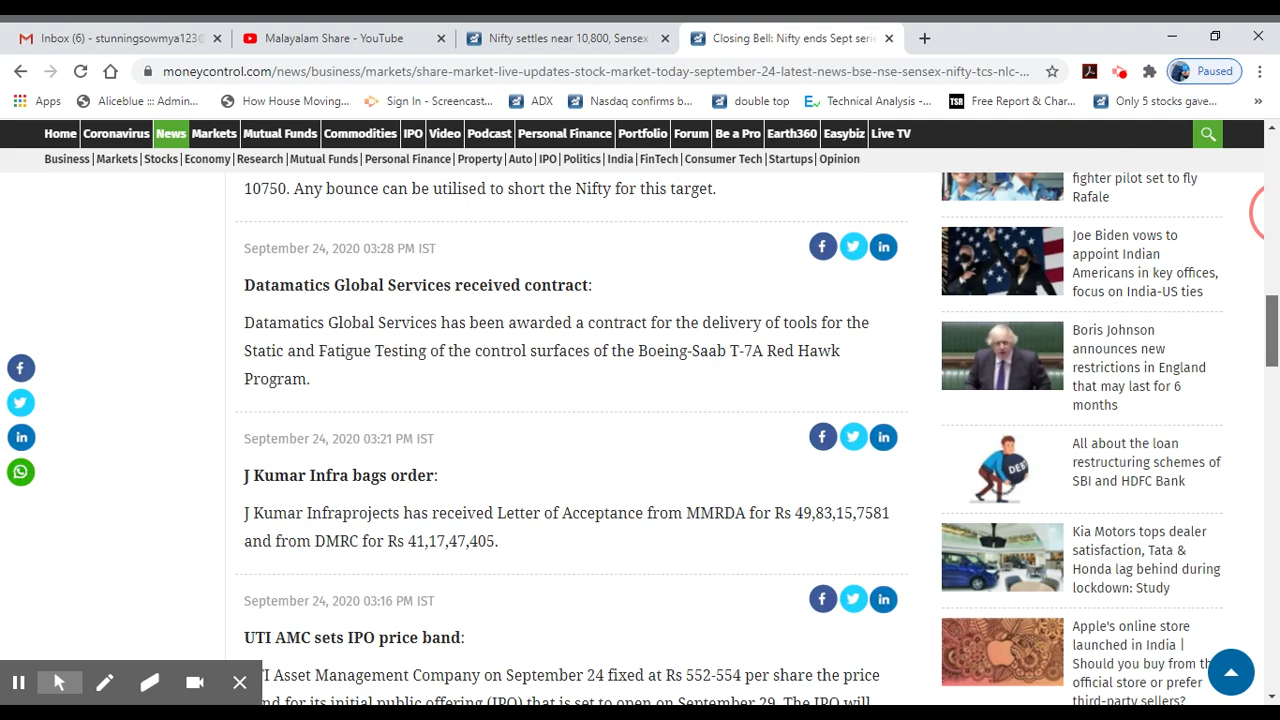 Inbox (6) - stunningsowmya123@
Malayalam Share - YouTube
Nifty settles near 10,800, Sensex
Closing Bell: Nifty ends Sept seri
moneycontrol.com/news/business/markets/share-market-live-updates-stock-market-today-september-24-latest-news-bse-nse-sensex-nifty-tcs-nlc-...
Paused
Apps
Aliceblue ::: Admin...
How House Moving...
Sign In - Screencast...
ADX
Nasdaq confirms b...
double top
Technical Analysis -...
TSR
Free Report & Char...
Only 5 stocks gave...
»
Home Coronavirus News Markets Mutual Funds Commodities IPO Video Podcast Personal Finance Portfolio Forum Be a Pro Earth360 Easybiz Live TV
Business | Markets | Stocks | Economy | Research | Mutual Funds | Personal Finance | Property | Auto | IPO | Politics | India | FinTech | Consumer Tech | Startups | Opinion
10750. Any bounce can be utilised to short the Nifty for this target.
September 24, 2020 03:28 PM IST
Datamatics Global Services received contract:
Datamatics Global Services has been awarded a contract for the delivery of tools for the
Static and Fatigue Testing of the control surfaces of the Boeing-Saab T-7A Red Hawk
Program.
September 24, 2020 03:21 PM IST
J Kumar Infra bags order:
J Kumar Infraprojects has received Letter of Acceptance from MMRDA for Rs 49,83,15,7581
and from DMRC for Rs 41,17,47,405.
September 24, 2020 03:16 PM IST
UTI AMC sets IPO price band:
Asset Management Company on September 24 fixed at Rs 552-554 per share the price
for its initial public offering (IPO) that is set to open on September 29. The IPO will
fighter pilot set to fly
Rafale
Joe Biden vows to
appoint Indian
Americans in key offices,
focus on India-US ties
Boris Johnson
announces new
restrictions in England
that may last for 6
months
DEBT
All about the loan
restructuring schemes of
SBI and HDFC Bank
Kia Motors tops dealer
satisfaction, Tata &
Honda lag behind during
lockdown: Study
Apple's online store
launched in India |
Should you buy from
official store or prefer
third-party sellers?